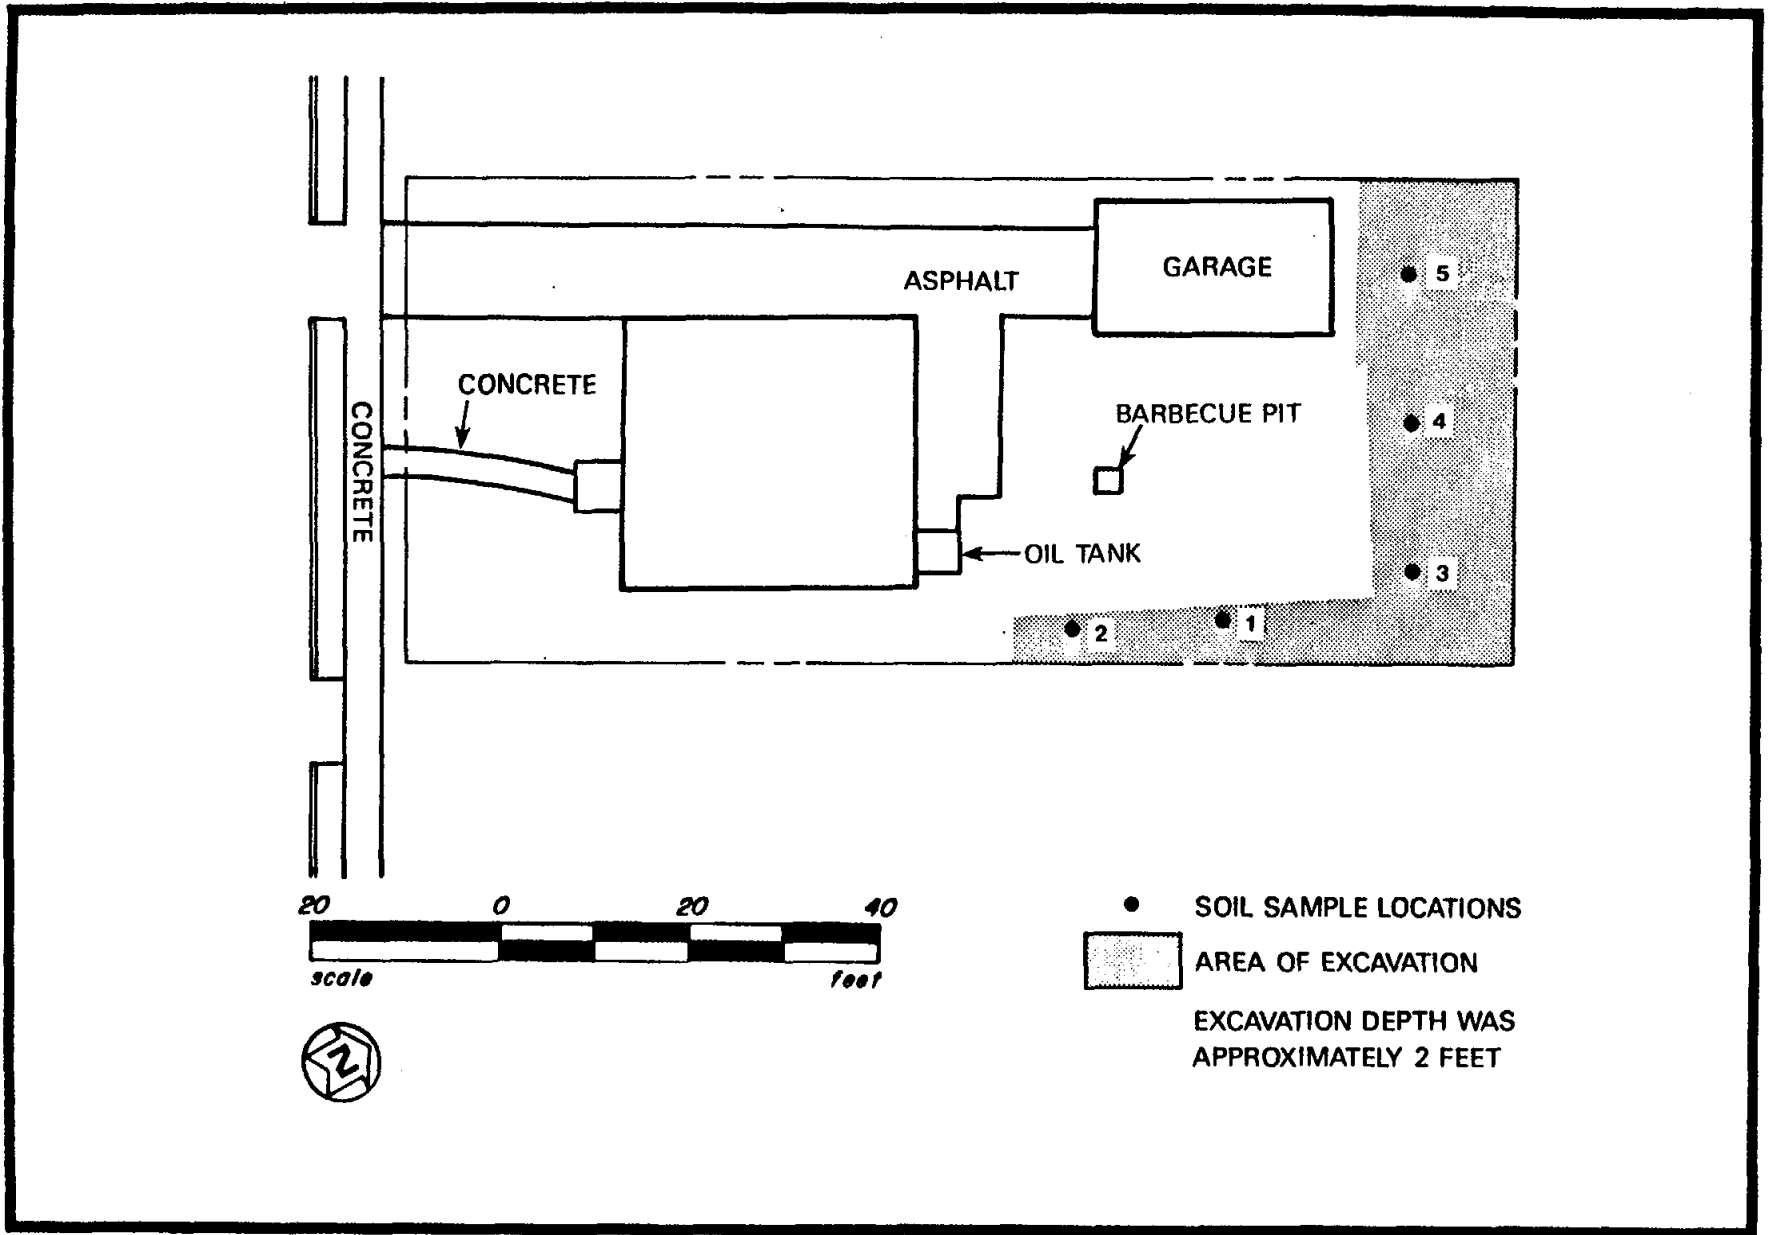 ASPHALT
GARAGE
5
CONCRETE
CONCRETE
BARBECUE PIT
4
OIL TANK
3
2
1
20 0 20 40
scale feet
SOIL SAMPLE LOCATIONS
AREA OF EXCAVATION
EXCAVATION DEPTH WAS
APPROXIMATELY 2 FEET
N